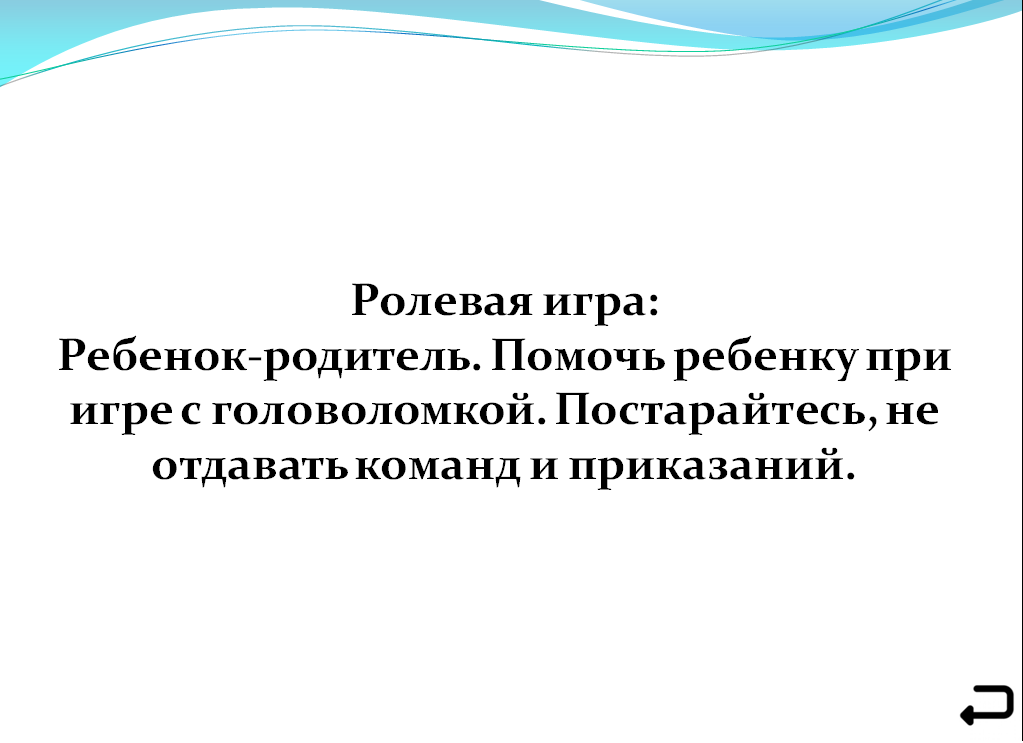 Ролевая игра:
Ребенок-родитель. Помочь ребенку при
игре с головоломкой. Постарайтесь, не
отдавать команд и приказаний.